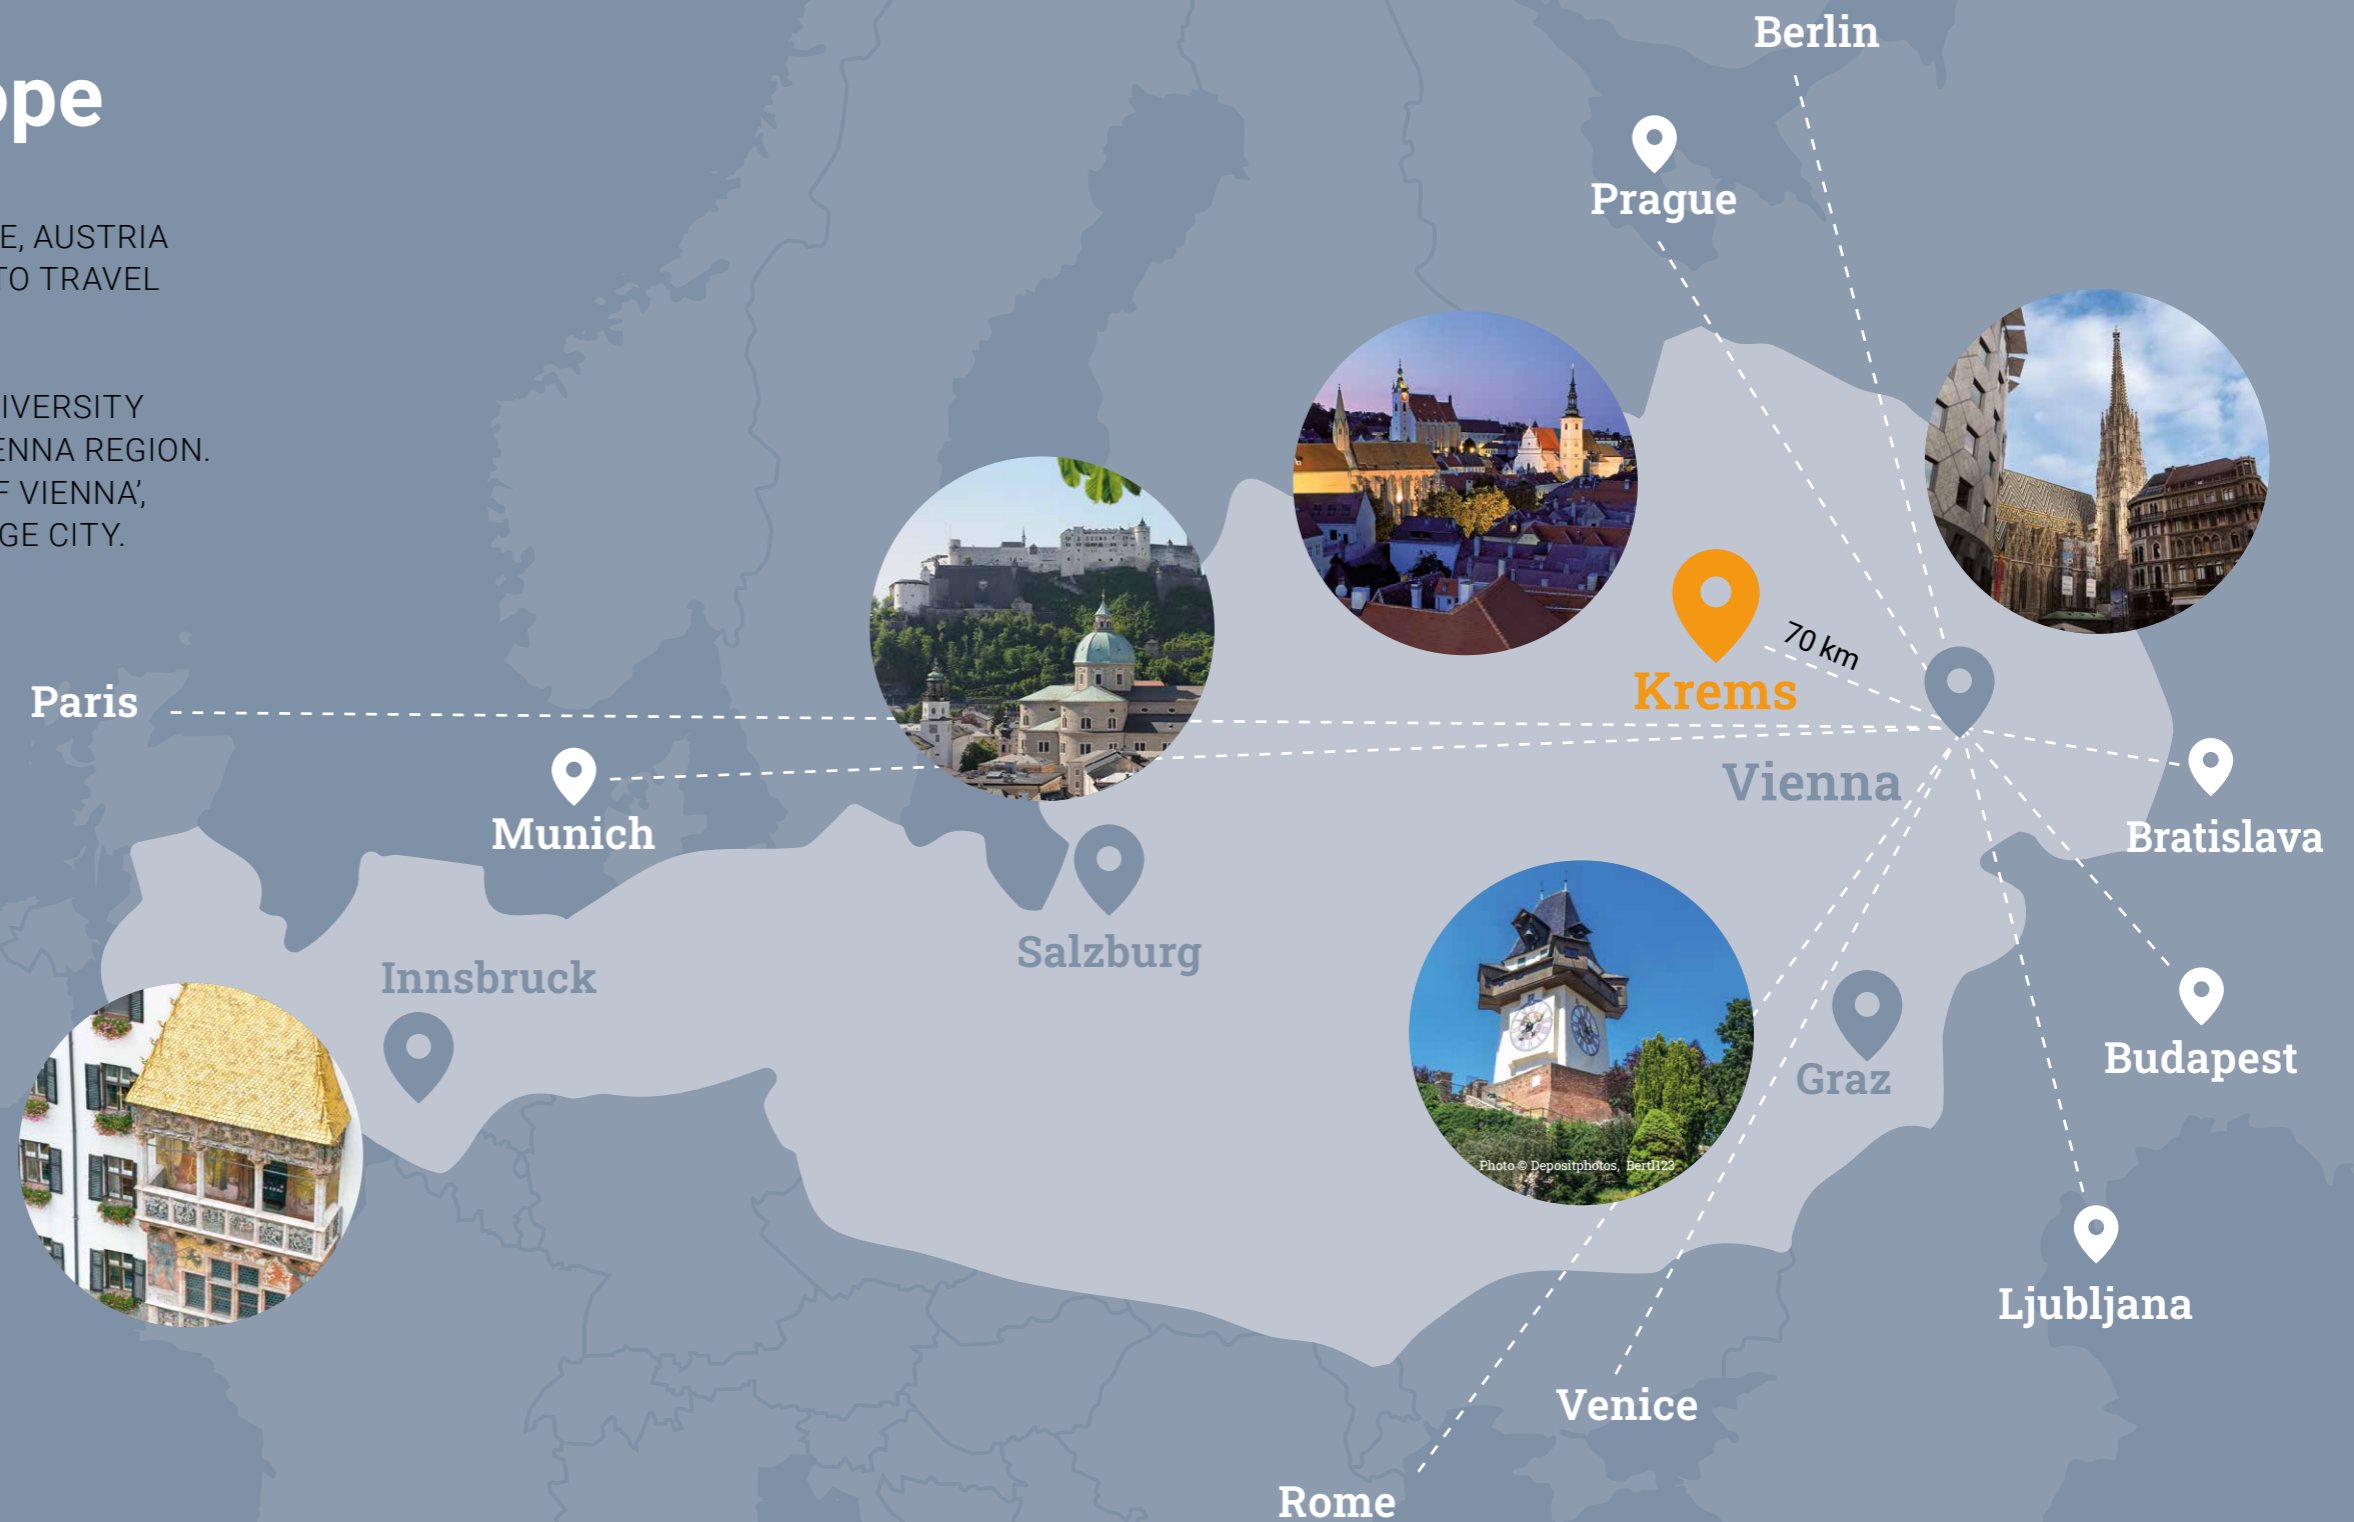 ope
E, AUSTRIA
TO TRAVEL
IVERSITY
ENNA REGION.
F VIENNA’,
GE CITY.
Berlin
Prague
70 km
Krems
Paris
Munich
Vienna
Bratislava
Salzburg
Innsbruck
Budapest
Graz
Photo © Depositphotos, Bertl123
Ljubljana
Venice
Rome